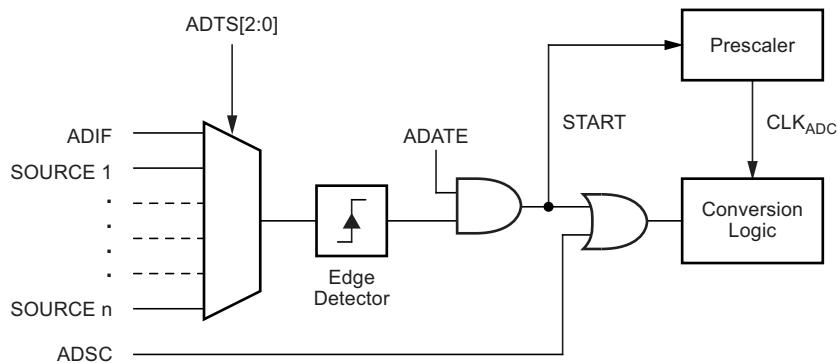 ADTS[2:0]
Prescaler
START
CLKADC
ADIF
ADATE
SOURCE 1
.
.
.
.
SOURCE n
Edge
Detector
Conversion
Logic
ADSC